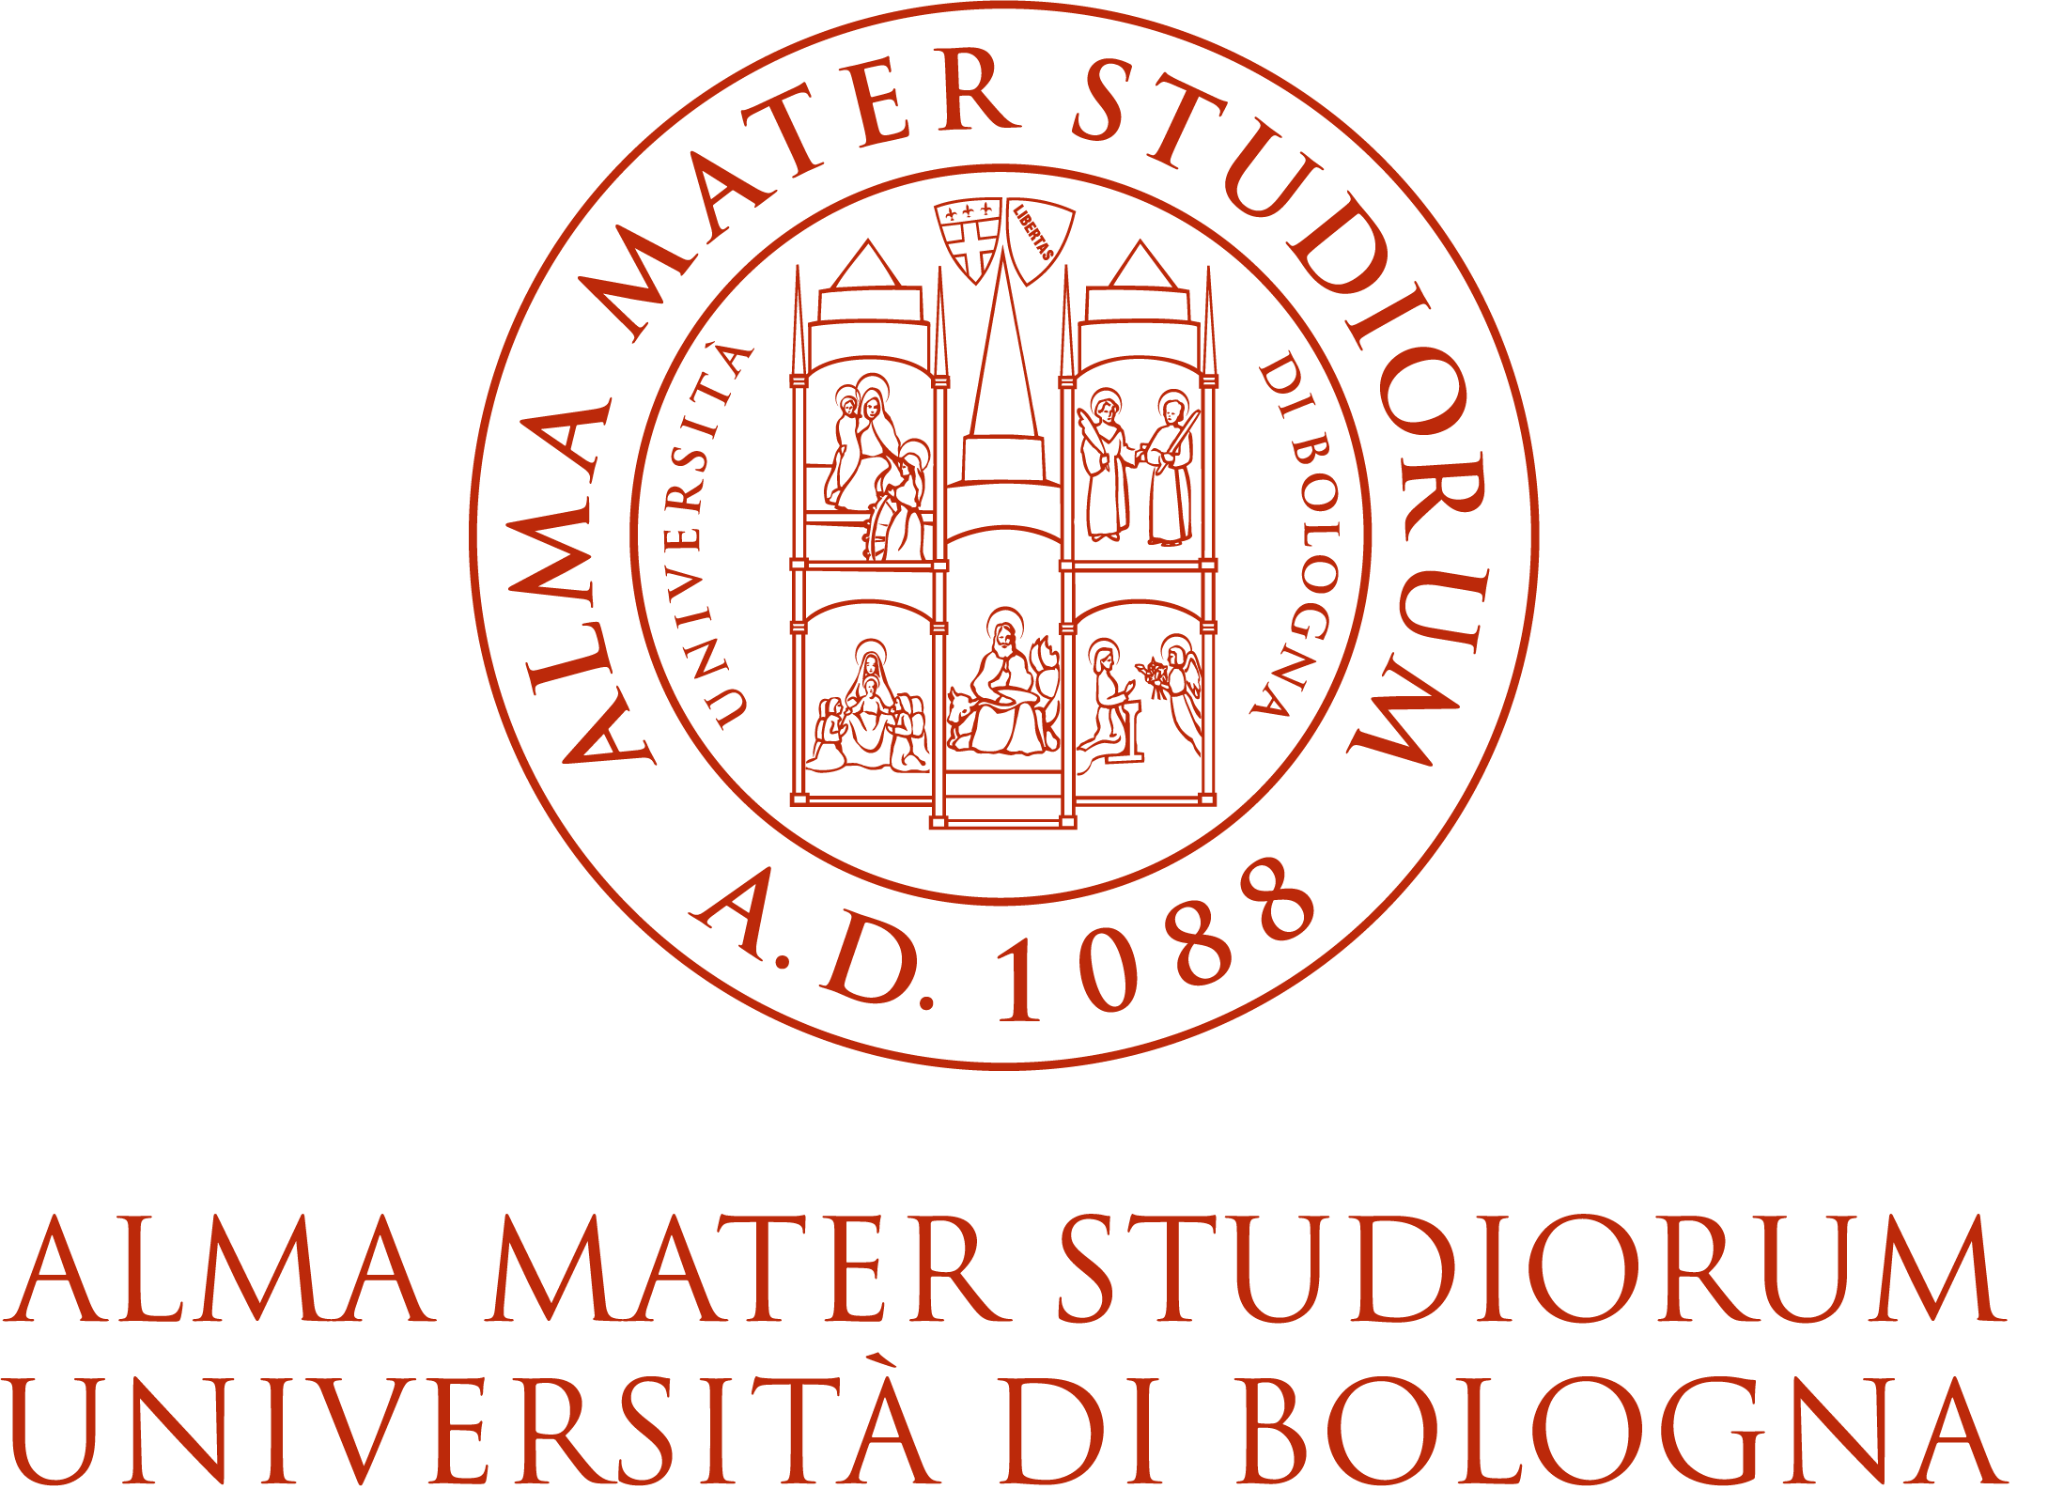 ALMA MATER STUDIORUM
UNIVERSITÀ
DI BOLOGNA
LIBERTAS
A.D. 1088
ALMA MATER STUDIORUM
UNIVERSITÀ DI BOLOGNA